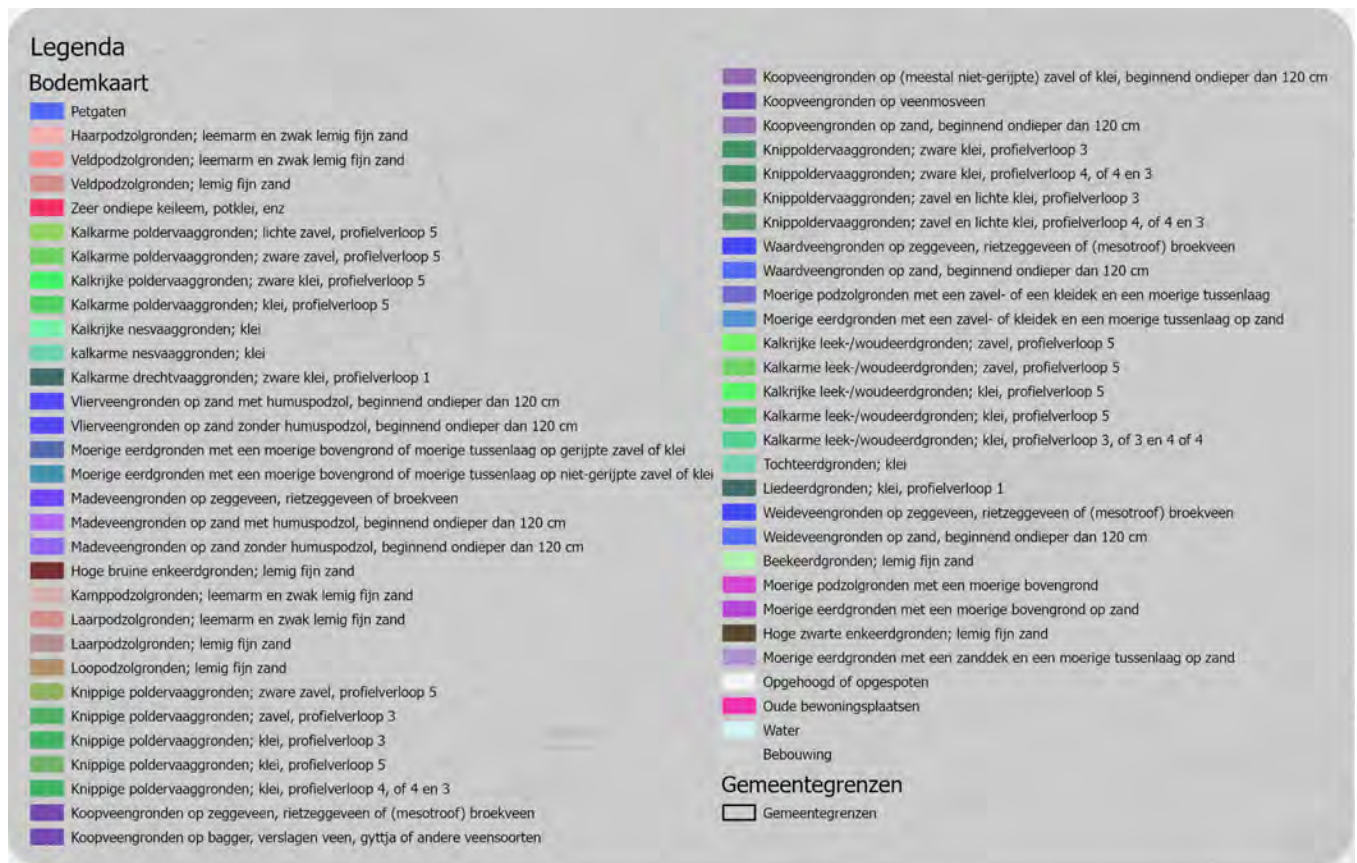 Legenda
Bodemkaart
Petgaten
Haarpodzolgronden; leemarm en zwak lemig fijn zand
Veldpodzolgronden; leemarm en zwak lemig fijn zand
Veldpodzolgronden; lemig fijn zand
Zeer ondiepe keileem, potklei, enz
Kalkarme poldervaaggronden; lichte zavel, profielverloop 5
Kalkarme poldervaaggronden; zware zavel, profielverloop 5
Kalkrijke poldervaaggronden; zware klei, profielverloop 5
Kalkarme poldervaaggronden; klei, profielverloop 5
Kalkrijke nesvaaggronden; klei
kalkarme nesvaaggronden; klei
Kalkarme drechtvaaggronden; zware klei, profielverloop 1
Vlierveengronden op zand met humuspodzol, beginnend ondieper dan 120 cm
Vlierveengronden op zand zonder humuspodzol, beginnend ondieper dan 120 cm
Moerige eerdgronden met een moerige bovengrond of moerige tussenlaag op gerijpte zavel of klei
Moerige eerdgronden met een moerige bovengrond of moerige tussenlaag op niet-gerijpte zavel of klei
Madeveengronden op zeggeveen, rietzeggeveen of broekveen
Madeveengronden op zand met humuspodzol, beginnend ondieper dan 120 cm
Madeveengronden op zand zonder humuspodzol, beginnend ondieper dan 120 cm
Hoge bruine enkeerdgronden; lemig fijn zand
Kamppodzolgronden; leemarm en zwak lemig fijn zand
Laarpodzolgronden; leemarm en zwak lemig fijn zand
Laarpodzolgronden; lemig fijn zand
Loopodzolgronden; lemig fijn zand
Knippige poldervaaggronden; zware zavel, profielverloop 5
Knippige poldervaaggronden; zavel, profielverloop 3
Knippige poldervaaggronden; klei, profielverloop 3
Knippige poldervaaggronden; klei, profielverloop 5
Knippige poldervaaggronden; klei, profielverloop 4, of 4 en 3
Koopveengronden op zeggeveen, rietzeggeveen of (mesotroof) broekveen
Koopveengronden op bagger, verslagen veen, gyttja of andere veensoorten
Koopveengronden op (meestal niet-gerijpte) zavel of klei, beginnend ondieper dan 120 cm
Koopveengronden op veenmosveen
Koopveengronden op zand, beginnend ondieper dan 120 cm
Knippoldervaaggronden; zware klei, profielverloop 3
Knippoldervaaggronden; zware klei, profielverloop 4, of 4 en 3
Knippoldervaaggronden; zavel en lichte klei, profielverloop 3
Knippoldervaaggronden; zavel en lichte klei, profielverloop 4, of 4 en 3
Waardveengronden op zeggeveen, rietzeggeveen of (mesotroof) broekveen
Waardveengronden op zand, beginnend ondieper dan 120 cm
Moerige podzolgronden met een zavel- of een kleidek en een moerige tussenlaag
Moerige eerdgronden met een zavel- of kleidek en een moerige tussenlaag op zand
Kalkrijke leek-/woudeerdgronden; zavel, profielverloop 5
Kalkarme leek-/woudeerdgronden; zavel, profielverloop 5
Kalkrijke leek-/woudeerdgronden; klei, profielverloop 5
Kalkarme leek-/woudeerdgronden; klei, profielverloop 5
Kalkarme leek-/woudeerdgronden; klei, profielverloop 3, of 3 en 4 of 4
Tochteerdgronden; klei
Liedeerdgronden; klei, profielverloop 1
Weideveengronden op zeggeveen, rietzeggeveen of (mesotroof) broekveen
Weideveengronden op zand, beginnend ondieper dan 120 cm
Beekeerdgronden; lemig fijn zand
Moerige podzolgronden met een moerige bovengrond
Moerige eerdgronden met een moerige bovengrond op zand
Hoge zwarte enkeerdgronden; lemig fijn zand
Moerige eerdgronden met een zanddek en een moerige tussenlaag op zand
Opgehoogd of opgespoten
Oude bewoningsplaatsen
Water
Bebouwing
Gemeentegrenzen
Gemeentegrenzen